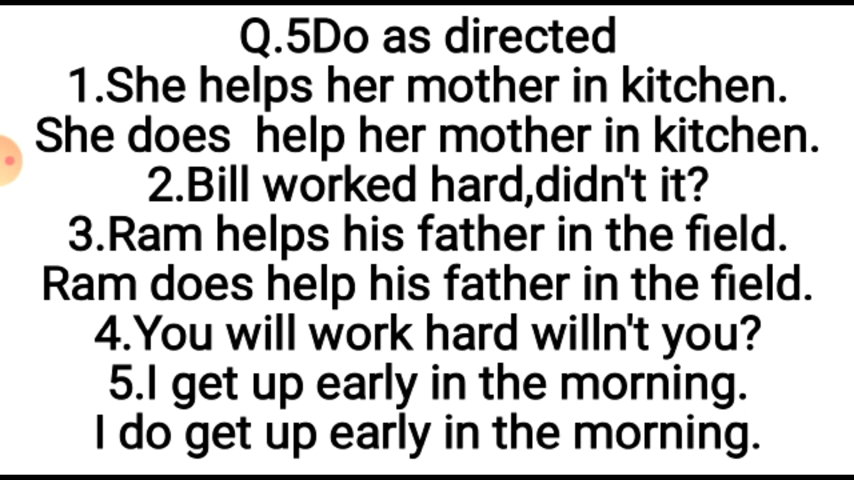 Q.5Do as directed
1.She helps her mother in kitchen.
She does  help her mother in kitchen.
2.Bill worked hard,didn't it?
3.Ram helps his father in the field.
Ram does help his father in the field.
4.You will work hard willn't you?
5.I get up early in the morning.
I do get up early in the morning.